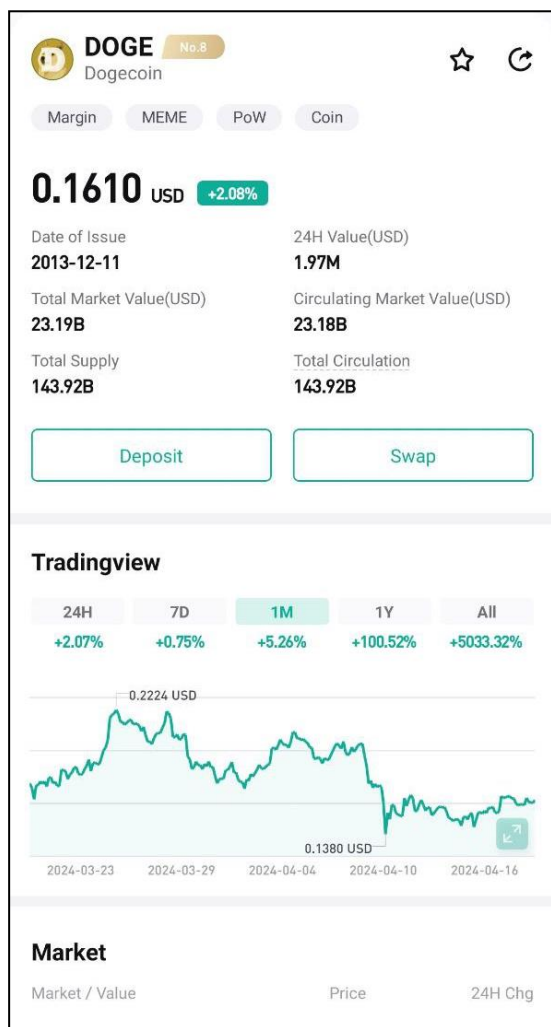 DOGE No.8
Dogecoin
Margin MEME PoW Coin
0.1610 USD +2.08%
Date of Issue 24H Value(USD)
2013-12-11 1.97M
Total Market Value(USD) Circulating Market Value(USD)
23.19B 23.18B
Total Supply Total Circulation
143.92B 143.92B
Deposit Swap
Tradingview
24H 7D 1M 1Y All
+2.07% +0.75% +5.26% +100.52% +5033.32%
0.2224 USD
0.1380 USD
2024-03-23 2024-03-29 2024-04-04 2024-04-10 2024-04-16
Market
Market / Value Price 24H Chg